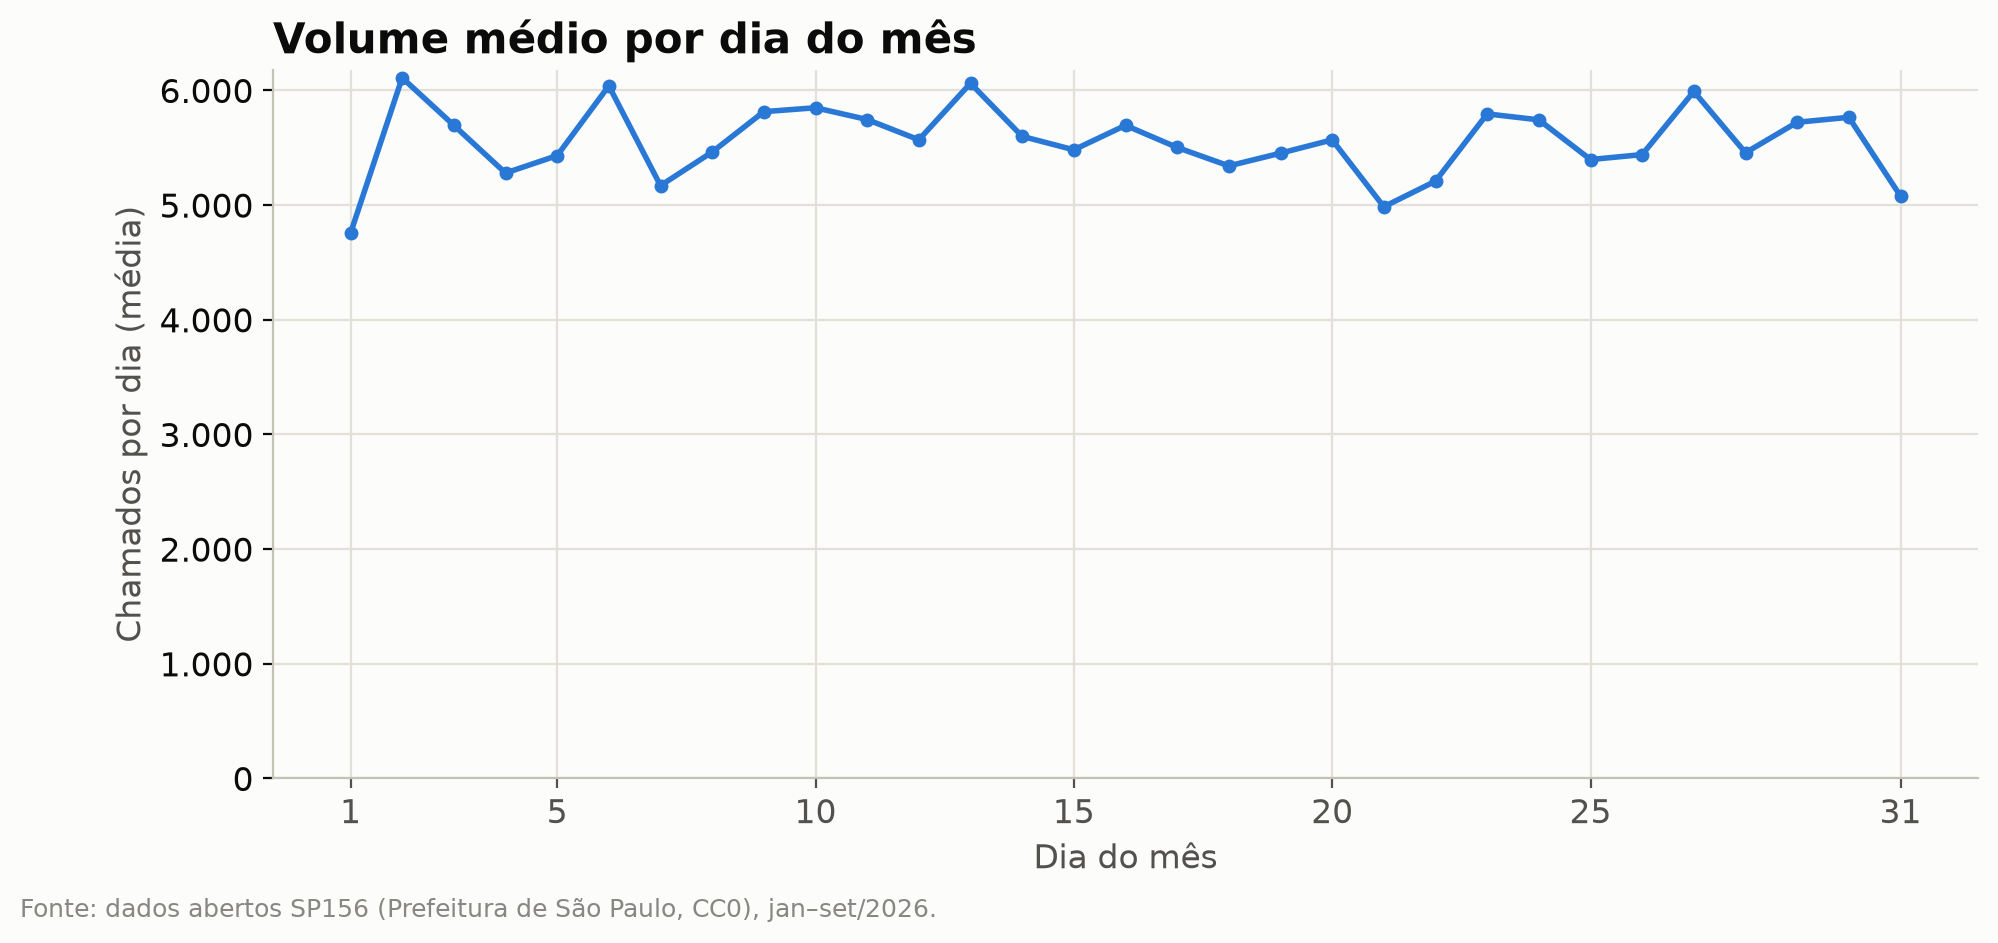 Volume médio por dia do mês
Chamados por dia (média)
6.000
5.000
4.000
3.000
2.000
1.000
0
1 5 10 15 20 25 31
Dia do mês
Fonte: dados abertos SP156 (Prefeitura de São Paulo, CC0), jan–set/2026.